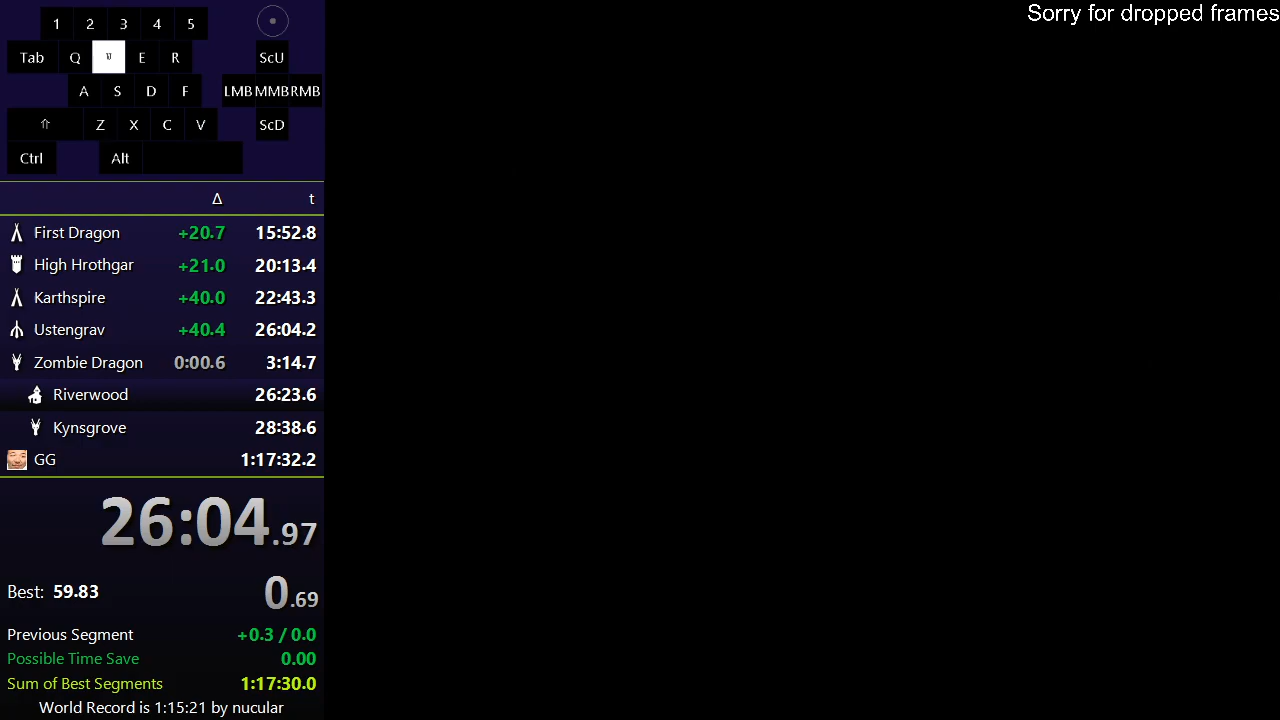 Sorry for dropped frames
1 2 3 4 5
Tab Q E R ScU
A S D F LMB MMB RMB
⇧ Z X C V ScD
Ctrl Alt
Δ t
First Dragon +20.7 15:52.8
High Hrothgar +21.0 20:13.4
Karthspire +40.0 22:43.3
Ustengrav +40.4 26:04.2
Zombie Dragon 0:00.6 3:14.7
Riverwood 26:23.6
Kynsgrove 28:38.6
GG 1:17:32.2
26:04.97
Best: 59.83 0.69
Previous Segment +0.3 / 0.0
Possible Time Save 0.00
Sum of Best Segments 1:17:30.0
World Record is 1:15:21 by nucular